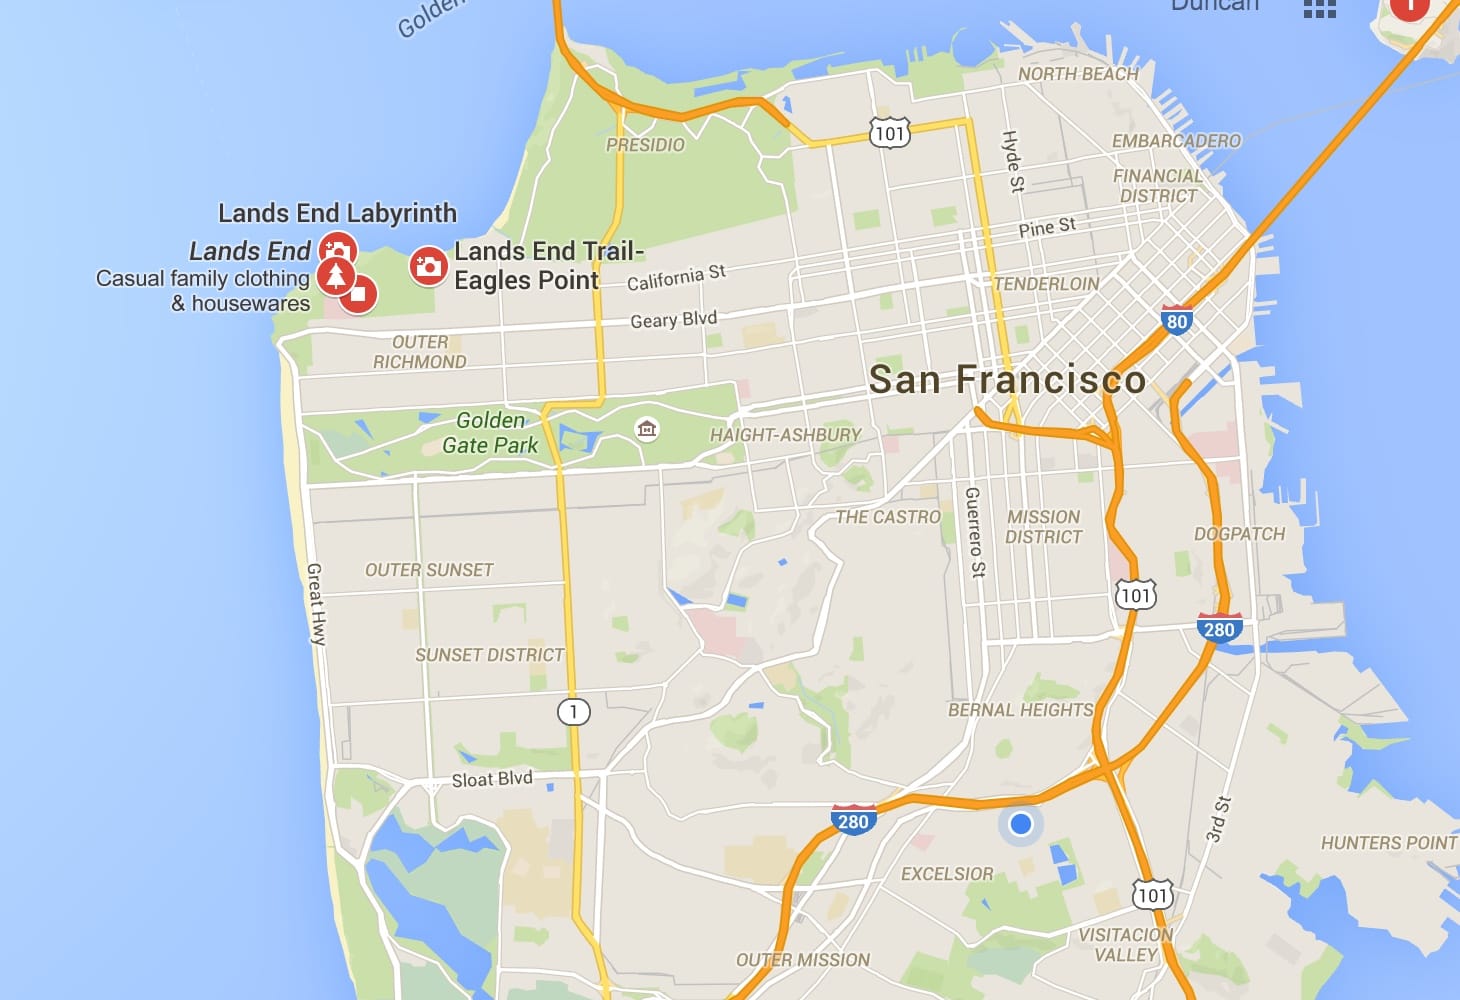 Golden
Duncan
1
NORTH BEACH
101
Hyde St
PRESIDIO
EMBARCADERO
FINANCIAL
DISTRICT
Lands End Labyrinth
Lands End
Casual family clothing
& housewares
Lands End Trail-
Eagles Point
Pine St
California St
TENDERLOIN
Geary Blvd
80
OUTER
RICHMOND
San Francisco
Golden
Gate Park
HAIGHT-ASHBURY
THE CASTRO
Guerrero St
MISSION
DISTRICT
DOGPATCH
OUTER SUNSET
Great Hwy
101
280
SUNSET DISTRICT
1
BERNAL HEIGHTS
Sloat Blvd
280
3rd St
HUNTERS POINT
EXCELSIOR
101
VISITACION
VALLEY
OUTER MISSION